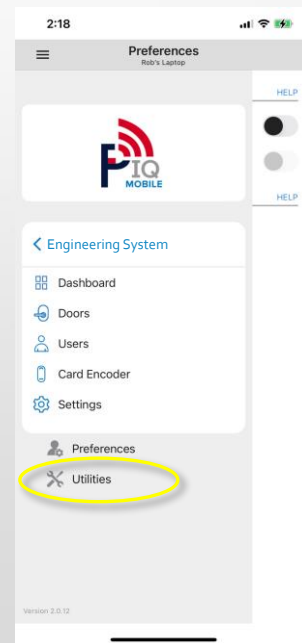 2:18
Preferences
Rob's Laptop
HELP
PIQ
MOBILE
HELP
Engineering System
Dashboard
Doors
Users
Card Encoder
Settings
Preferences
Utilities
Version 2.0.12